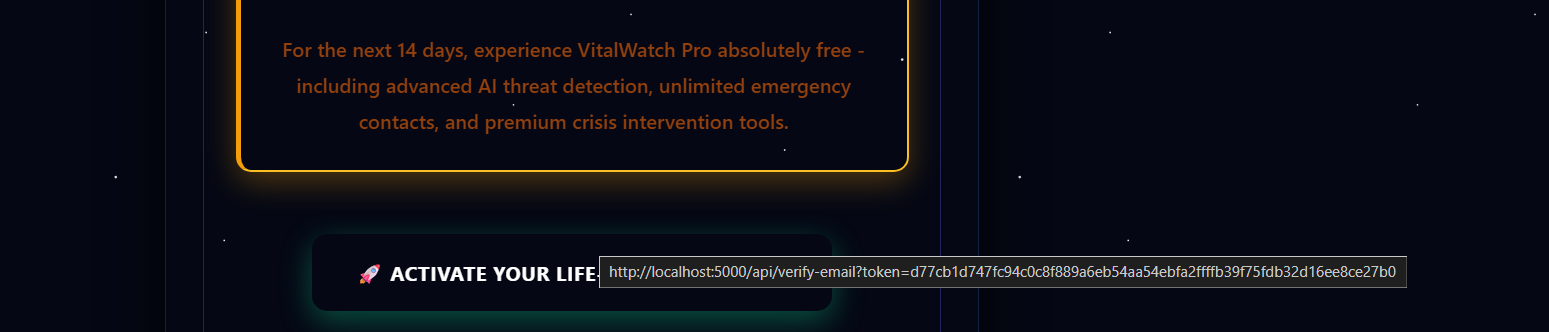 For the next 14 days, experience VitalWatch Pro absolutely free -
including advanced AI threat detection, unlimited emergency
contacts, and premium crisis intervention tools.
🚀 ACTIVATE YOUR LIFE-
http://localhost:5000/api/verify-email?token=d77cb1d747fc94c0c8f889a6eb54aa54ebfa2ffffb39f75fdb32d16ee8ce27b0